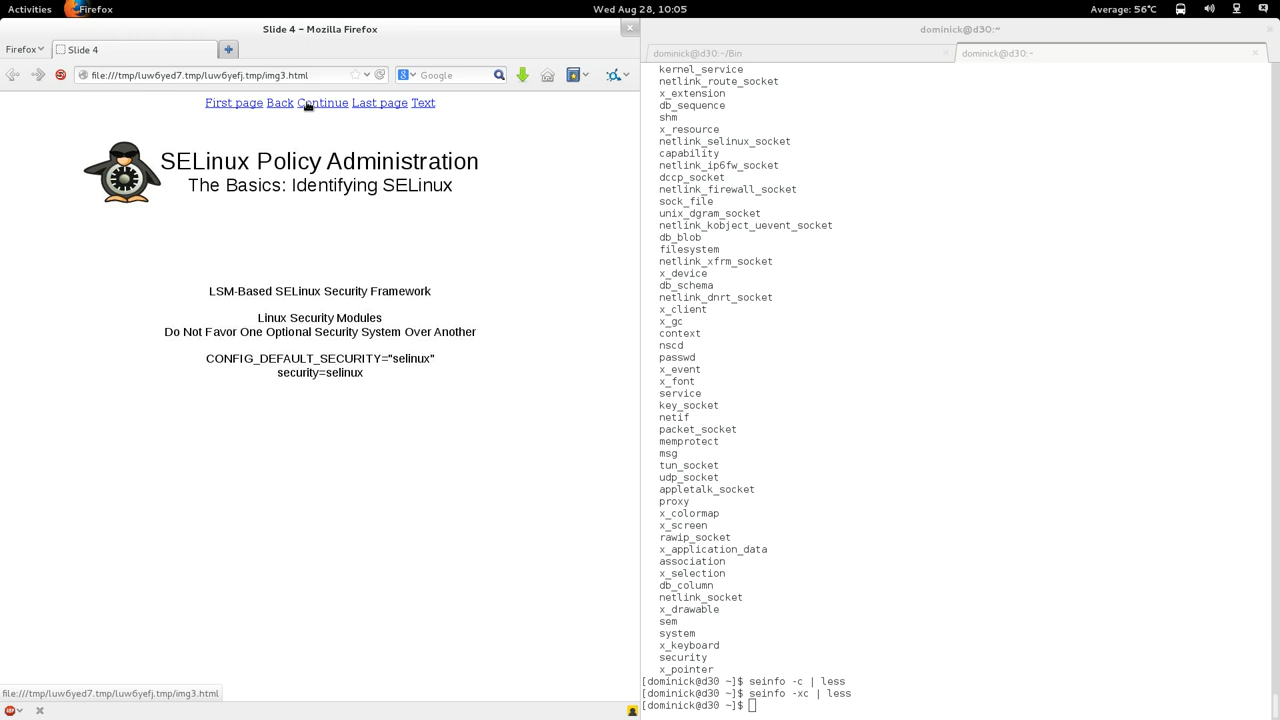 Activities Firefox Wed Aug 28, 10:05 Average: 56°C
Slide 4 - Mozilla Firefox
Firefox Slide 4
file:///tmp/luw6yed7.tmp/luw6yefj.tmp/img3.html Google
First page Back Continue Last page Text
SELinux Policy Administration
The Basics: Identifying SELinux
LSM-Based SELinux Security Framework
Linux Security Modules
Do Not Favor One Optional Security System Over Another
CONFIG_DEFAULT_SECURITY="selinux"
security=selinux
file:///tmp/luw6yed7.tmp/luw6yefj.tmp/img3.html
dominick@d30:~
dominick@d30:~/Bin dominick@d30:~
kernel_service
netlink_route_socket
x_extension
db_sequence
shm
x_resource
netlink_selinux_socket
capability
netlink_ip6fw_socket
dccp_socket
netlink_firewall_socket
sock_file
unix_dgram_socket
netlink_kobject_uevent_socket
db_blob
filesystem
netlink_xfrm_socket
x_device
db_schema
netlink_dnrt_socket
x_client
x_gc
context
nscd
passwd
x_event
x_font
service
key_socket
netif
packet_socket
memprotect
msg
tun_socket
udp_socket
appletalk_socket
proxy
x_colormap
x_screen
rawip_socket
x_application_data
association
x_selection
db_column
netlink_socket
x_drawable
sem
system
x_keyboard
security
x_pointer
[dominick@d30 ~]$ seinfo -c | less
[dominick@d30 ~]$ seinfo -xc | less
[dominick@d30 ~]$